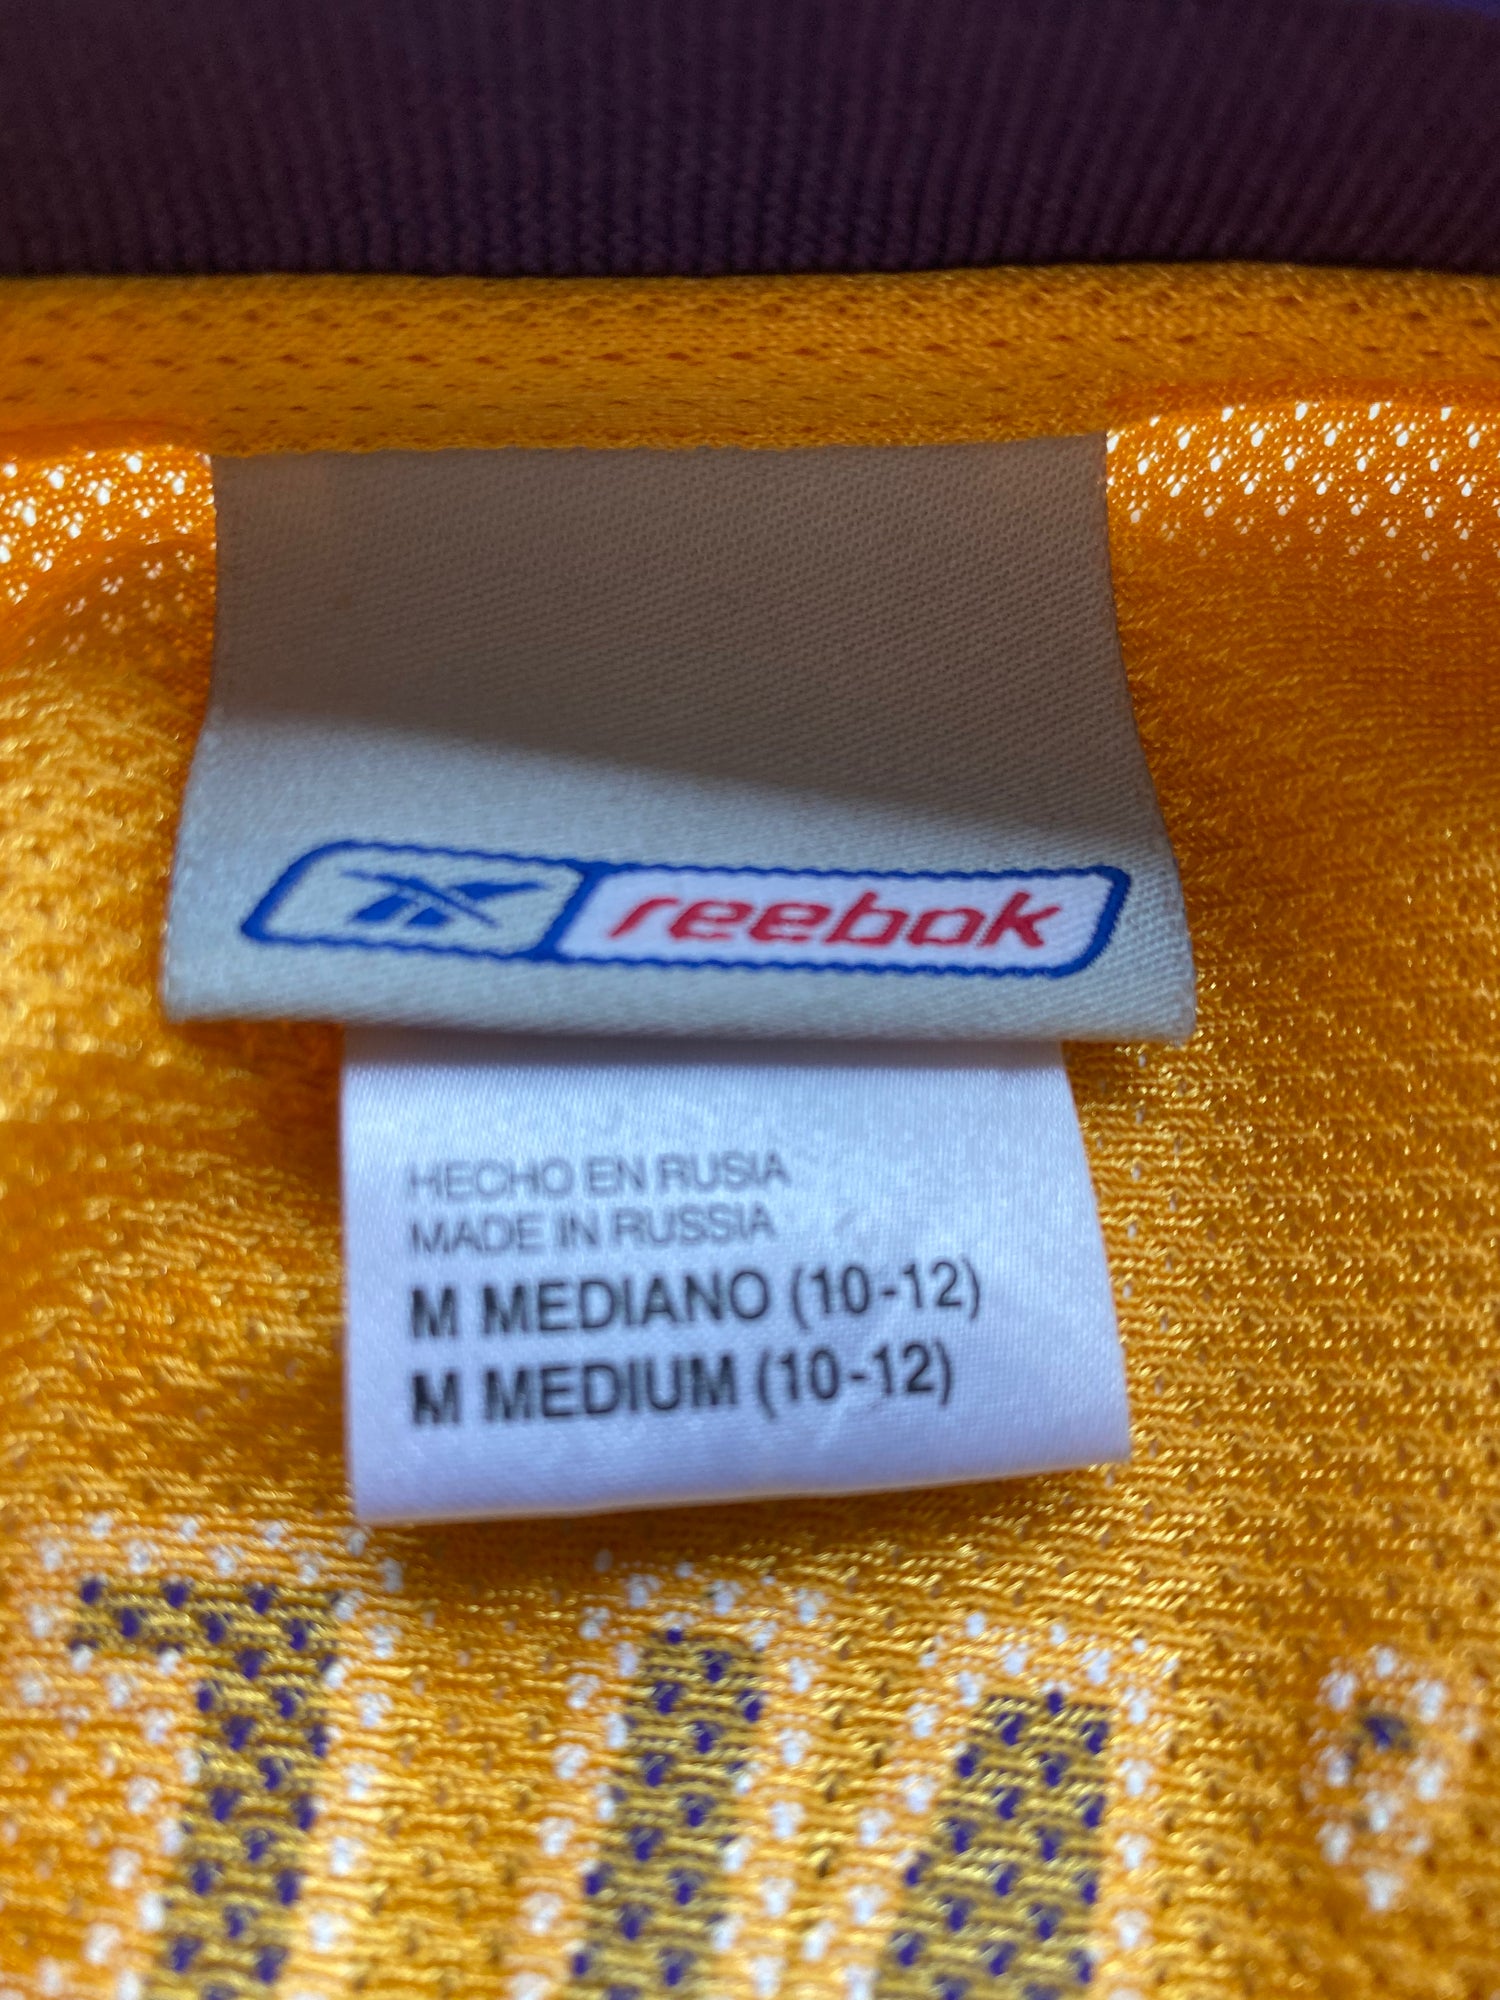 reebok
HECHO EN RUSIA
MADE IN RUSSIA
M MEDIANO (10-12)
M MEDIUM (10-12)